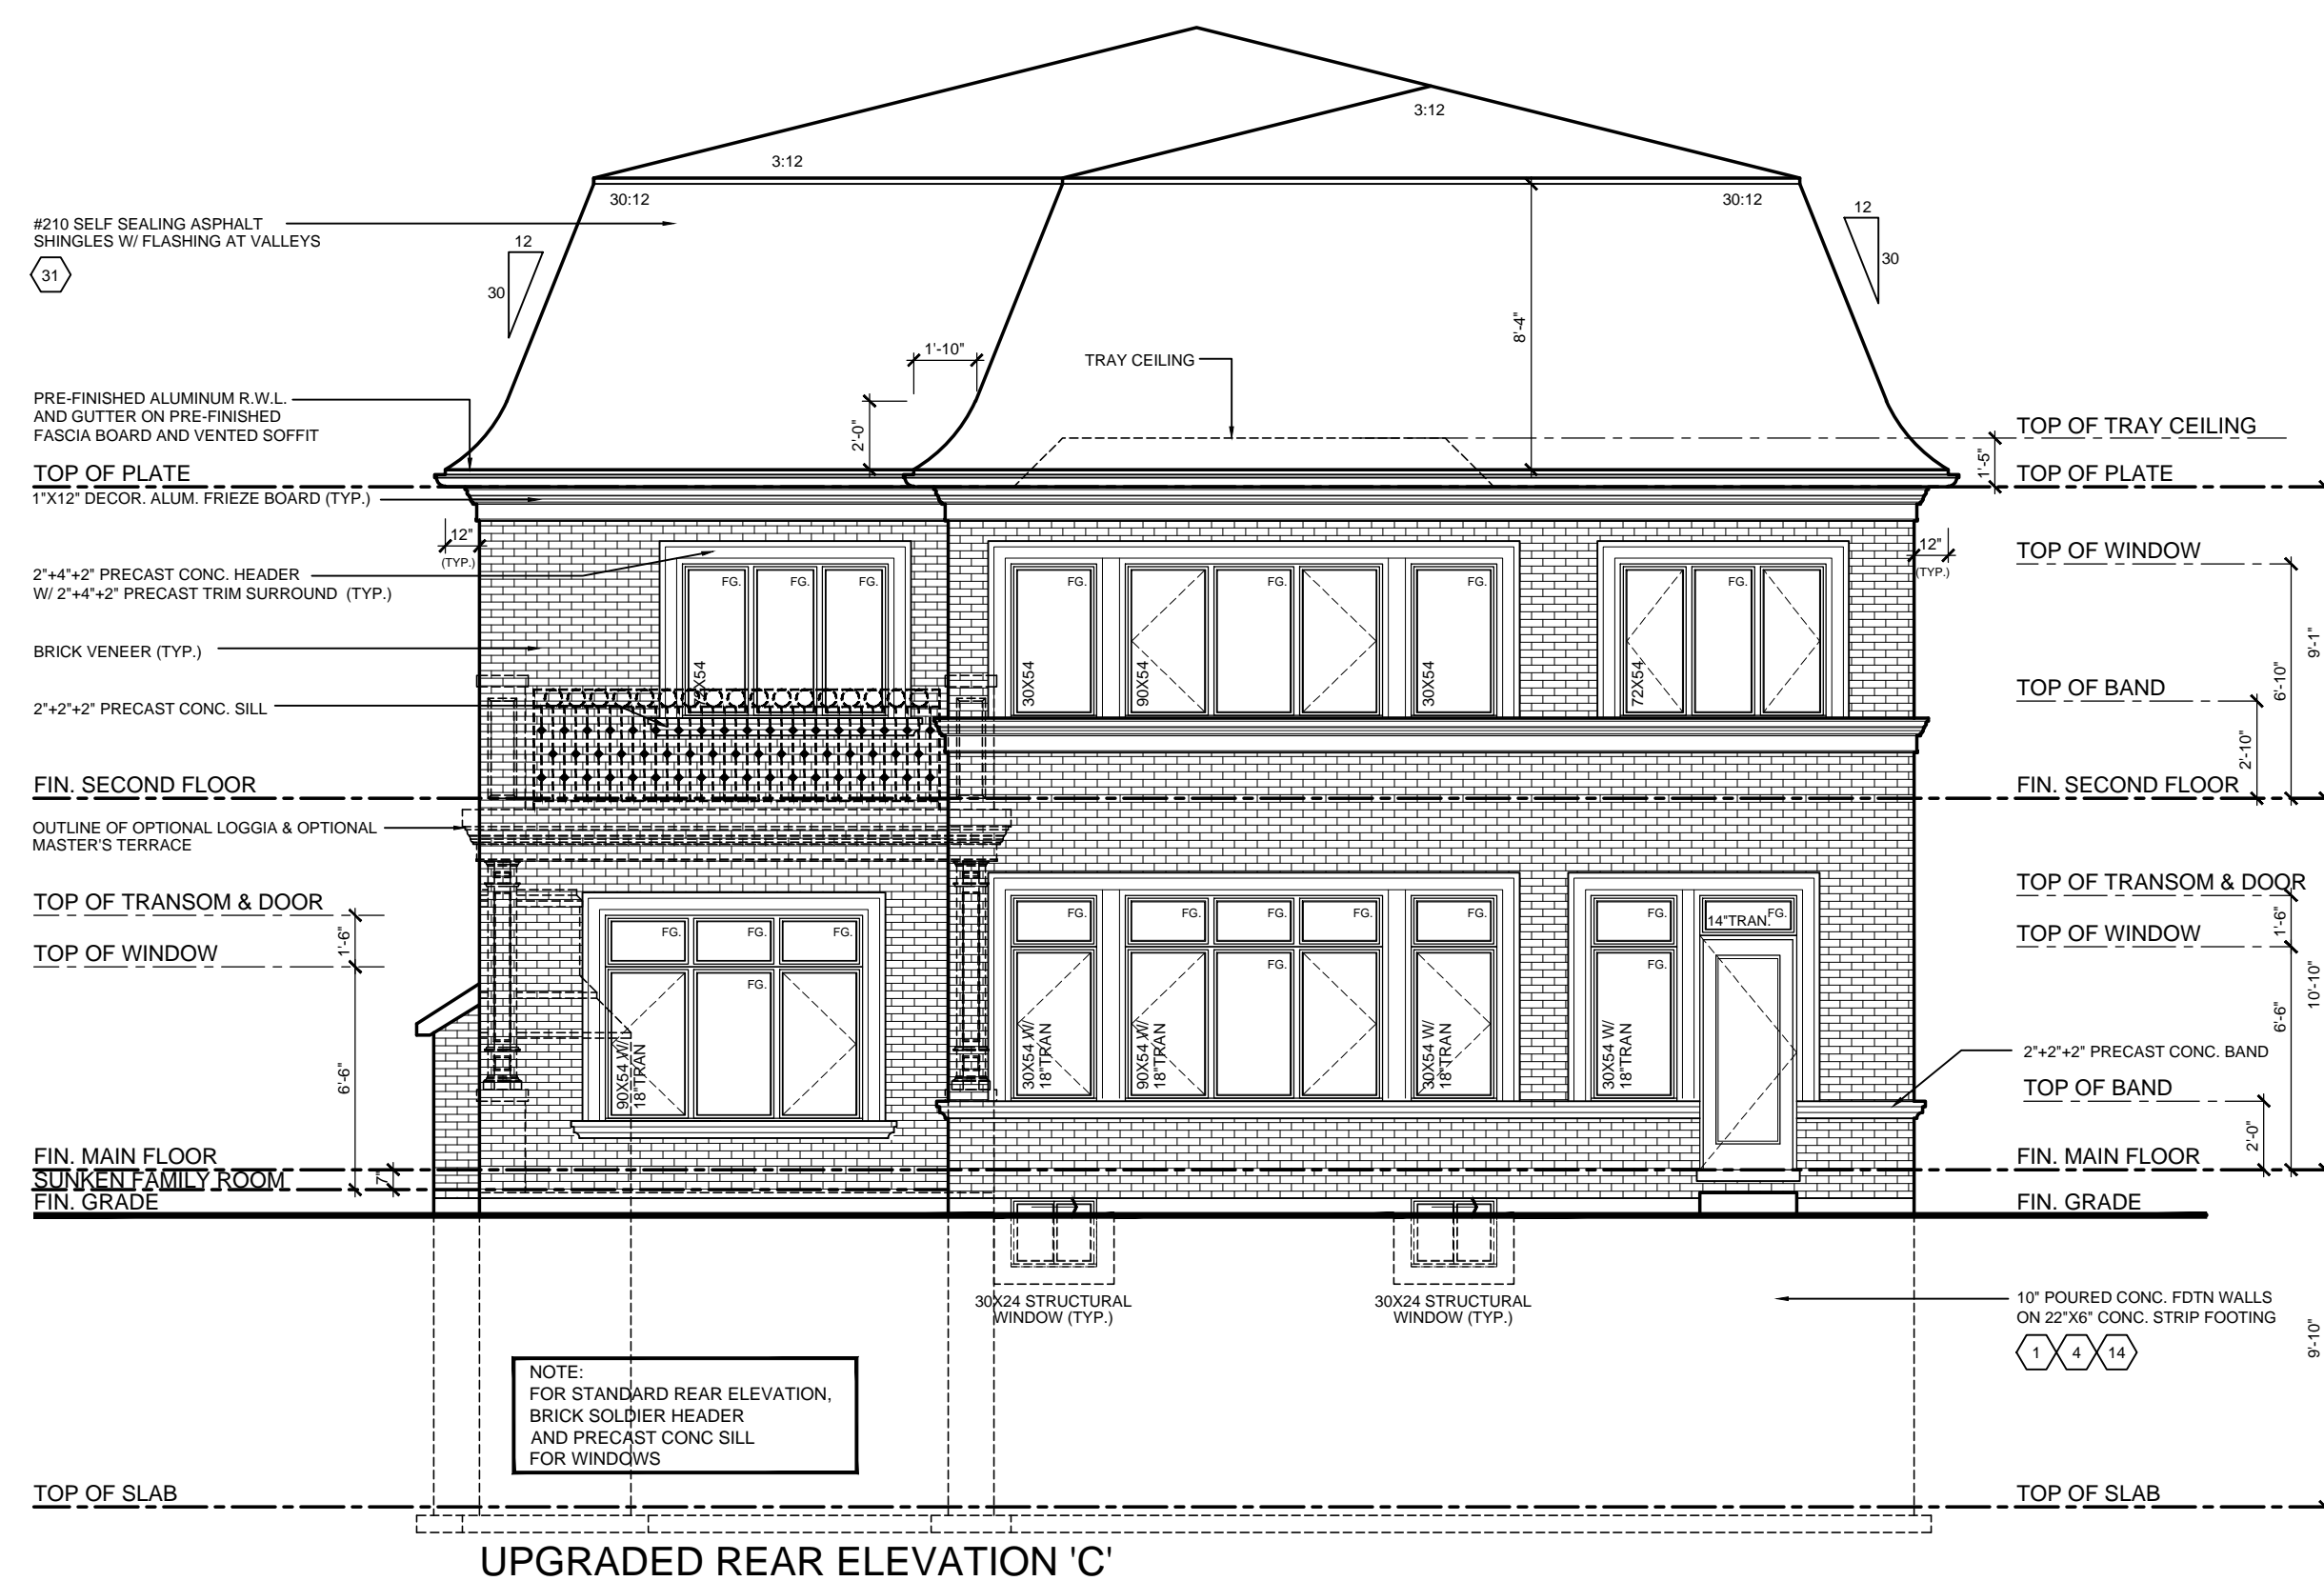 3:12
3:12
30:12
30:12
#210 SELF SEALING ASPHALT
SHINGLES W/ FLASHING AT VALLEYS
31
12
30
12
30
8'-4"
1'-10"
2'-0"
TRAY CEILING
PRE-FINISHED ALUMINUM R.W.L.
AND GUTTER ON PRE-FINISHED
FASCIA BOARD AND VENTED SOFFIT
TOP OF PLATE
1"X12" DECOR. ALUM. FRIEZE BOARD (TYP.)
TOP OF TRAY CEILING
1'-5"
TOP OF PLATE
12"
(TYP.)
12"
(TYP.)
2"+4"+2" PRECAST CONC. HEADER
W/ 2"+4"+2" PRECAST TRIM SURROUND (TYP.)
BRICK VENEER (TYP.)
2"+2"+2" PRECAST CONC. SILL
FG.
FG.
FG.
72X54
FG.
30X54
FG.
90X54
FG.
30X54
FG.
72X54
TOP OF WINDOW
9'-1"
6'-10"
TOP OF BAND
2'-10"
FIN. SECOND FLOOR
FIN. SECOND FLOOR
OUTLINE OF OPTIONAL LOGGIA & OPTIONAL
MASTER'S TERRACE
TOP OF TRANSOM & DOOR
1'-6"
TOP OF WINDOW
6'-6"
TOP OF TRANSOM & DOOR
1'-6"
TOP OF WINDOW
10'-10"
6'-6"
FG.
FG.
FG.
FG.
90X54 W/
18"TRAN
FG.
30X54 W/
18"TRAN
FG.
FG.
FG.
FG.
90X54 W/
18"TRAN
FG.
30X54 W/
18"TRAN
FG.
FG.
30X54 W/
18"TRAN
14"TRAN.
FG.
2"+2"+2" PRECAST CONC. BAND
TOP OF BAND
2'-0"
FIN. MAIN FLOOR
SUNKEN FAMILY ROOM
7"
FIN. GRADE
FIN. MAIN FLOOR
FIN. GRADE
30X24 STRUCTURAL
WINDOW (TYP.)
30X24 STRUCTURAL
WINDOW (TYP.)
10" POURED CONC. FDTN WALLS
ON 22"X6" CONC. STRIP FOOTING
1 4 14
9'-10"
NOTE:
FOR STANDARD REAR ELEVATION,
BRICK SOLDIER HEADER
AND PRECAST CONC SILL
FOR WINDOWS
TOP OF SLAB
TOP OF SLAB
UPGRADED REAR ELEVATION 'C'